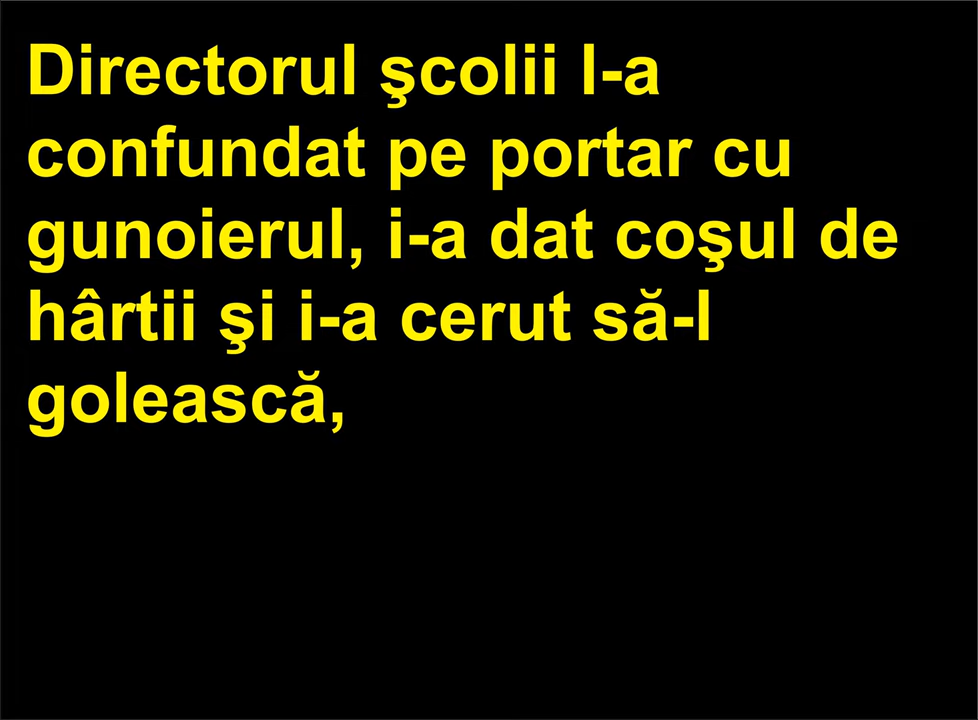 Directorul şcolii l-a
confundat pe portar cu
gunoierul, i-a dat coşul de
hârtii şi i-a cerut să-l
golească,